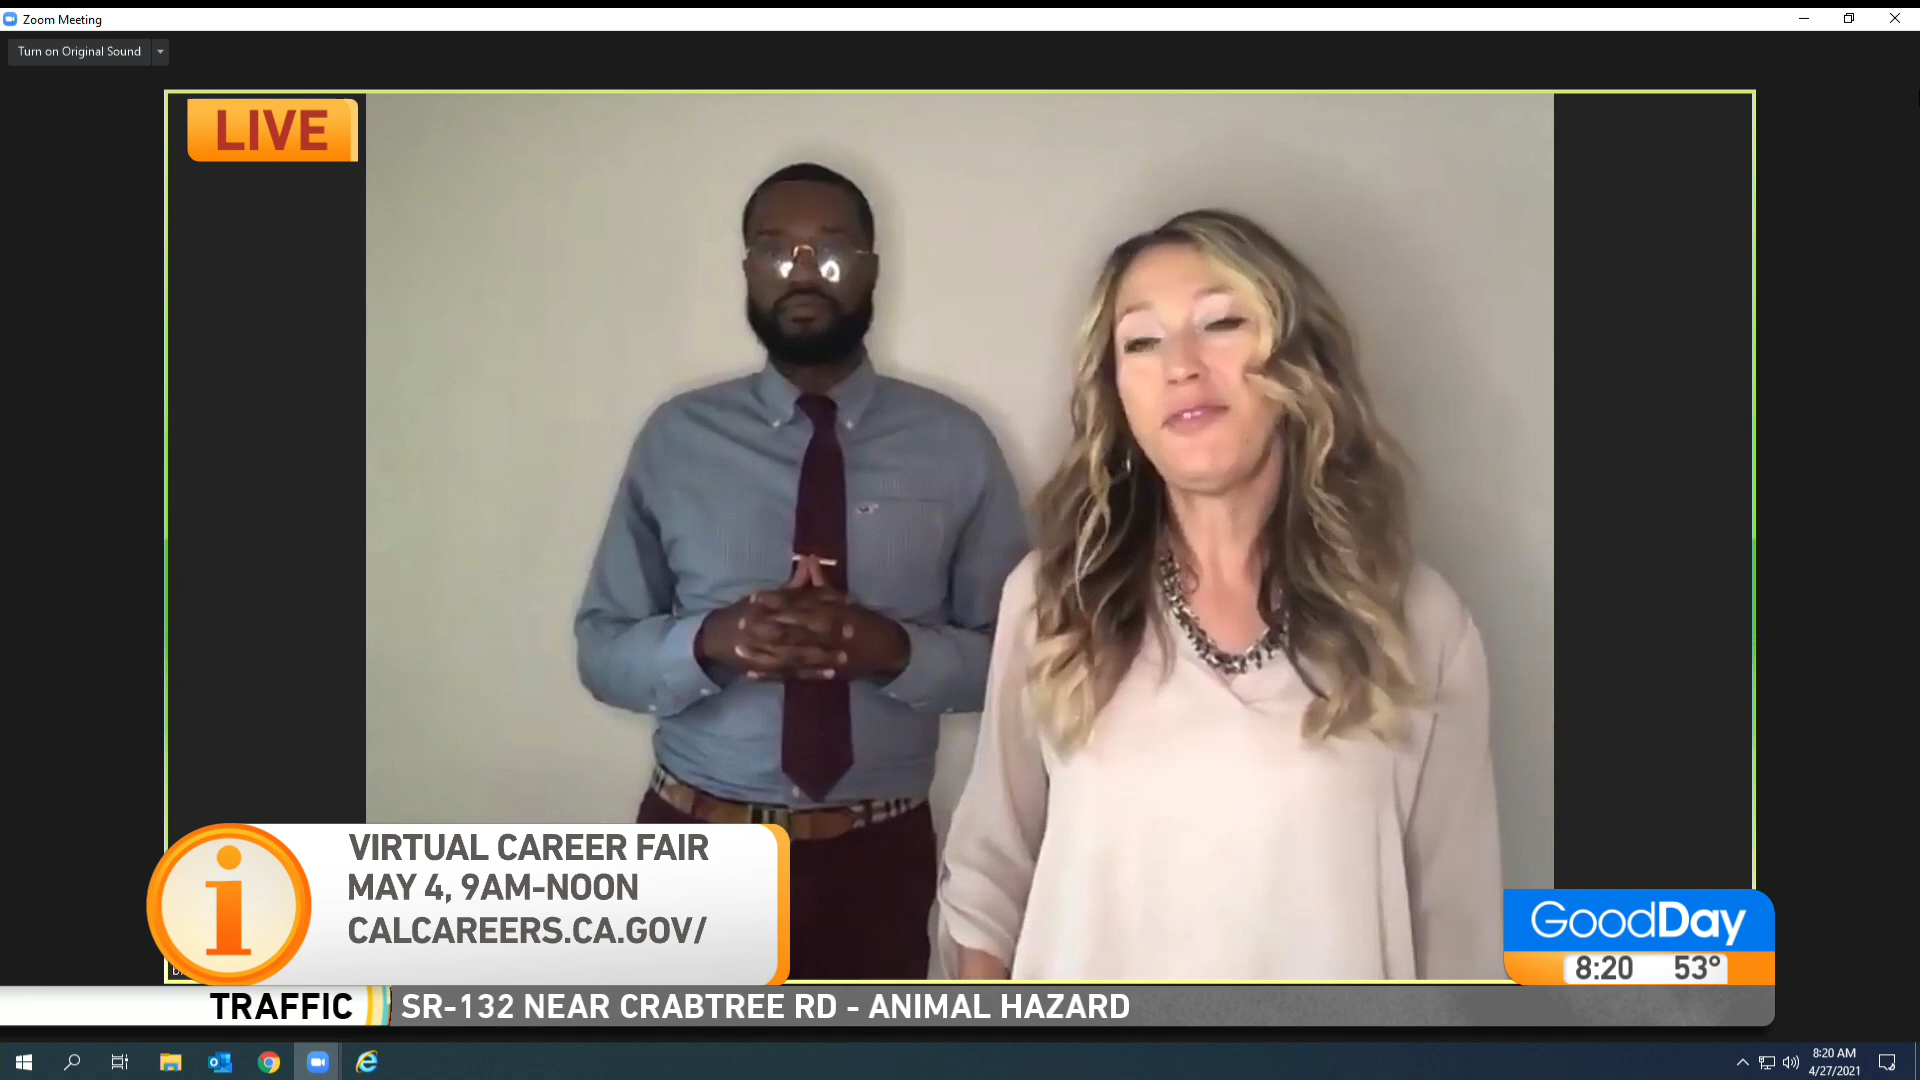 Zoom Meeting
Turn on Original Sound
LIVE
VIRTUAL CAREER FAIR
MAY 4, 9AM-NOON
CALCAREERS.CA.GOV/
GoodDay
8:20 53°
TRAFFIC SR-132 NEAR CRABTREE RD - ANIMAL HAZARD
8:20 AM
4/27/2021